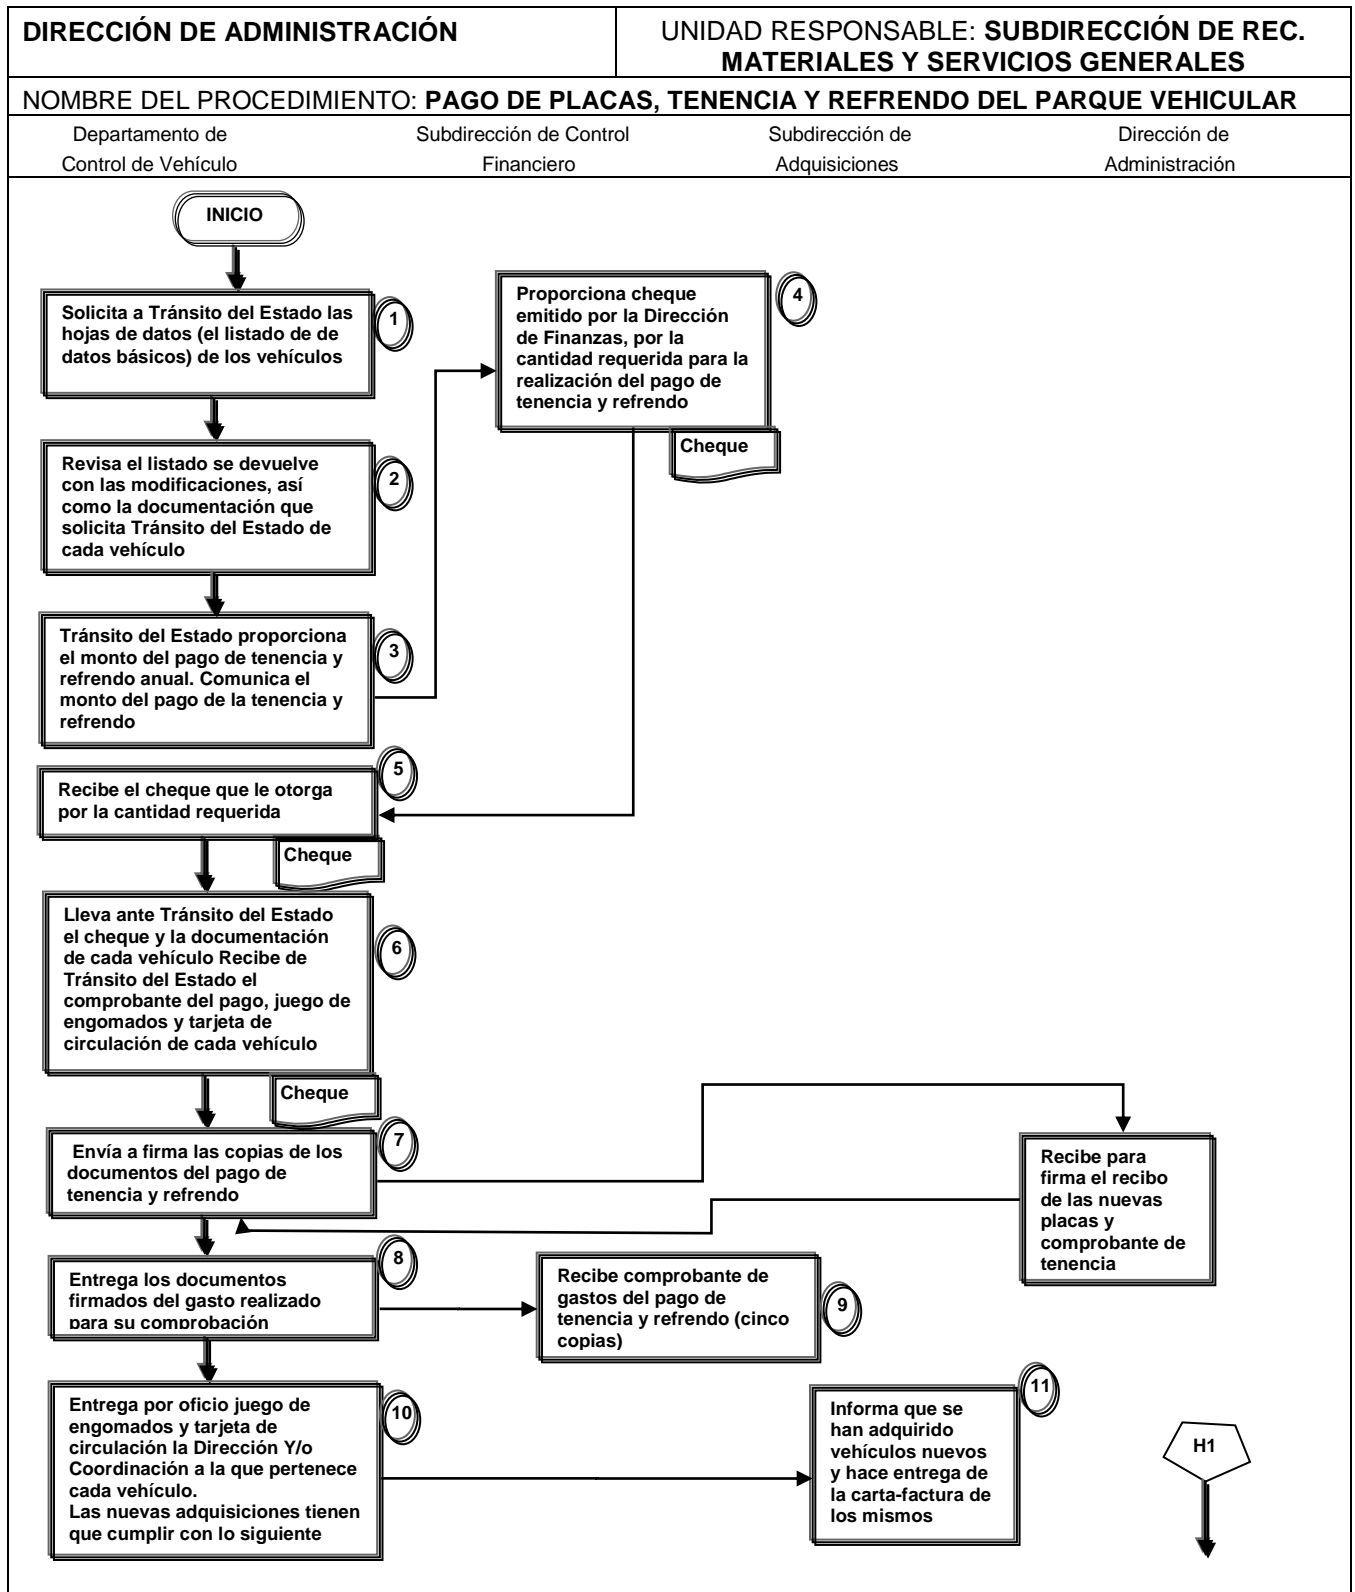 DIRECCIÓN DE ADMINISTRACIÓN
UNIDAD RESPONSABLE: SUBDIRECCIÓN DE REC.
MATERIALES Y SERVICIOS GENERALES
NOMBRE DEL PROCEDIMIENTO: PAGO DE PLACAS, TENENCIA Y REFRENDO DEL PARQUE VEHICULAR
Departamento de
Control de Vehículo
Subdirección de Control
Financiero
Subdirección de
Adquisiciones
Dirección de
Administración
INICIO
Solicita a Tránsito del Estado las
hojas de datos (el listado de de
datos básicos) de los vehículos
1
Revisa el listado se devuelve
con las modificaciones, así
como la documentación que
solicita Tránsito del Estado de
cada vehículo
2
Tránsito del Estado proporciona
el monto del pago de tenencia y
refrendo anual. Comunica el
monto del pago de la tenencia y
refrendo
3
Proporciona cheque
emitido por la Dirección
de Finanzas, por la
cantidad requerida para la
realización del pago de
tenencia y refrendo
4
Cheque
Recibe el cheque que le otorga
por la cantidad requerida
5
Cheque
Lleva ante Tránsito del Estado
el cheque y la documentación
de cada vehículo Recibe de
Tránsito del Estado el
comprobante del pago, juego de
engomados y tarjeta de
circulación de cada vehículo
6
Cheque
Envía a firma las copias de los
documentos del pago de
tenencia y refrendo
7
Recibe para
firma el recibo
de las nuevas
placas y
comprobante de
tenencia
Entrega los documentos
firmados del gasto realizado
para su comprobación
8
Recibe comprobante de
gastos del pago de
tenencia y refrendo (cinco
copias)
9
Entrega por oficio juego de
engomados y tarjeta de
circulación la Dirección Y/o
Coordinación a la que pertenece
cada vehículo.
Las nuevas adquisiciones tienen
que cumplir con lo siguiente
10
Informa que se
han adquirido
vehículos nuevos
y hace entrega de
la carta-factura de
los mismos
11
H1